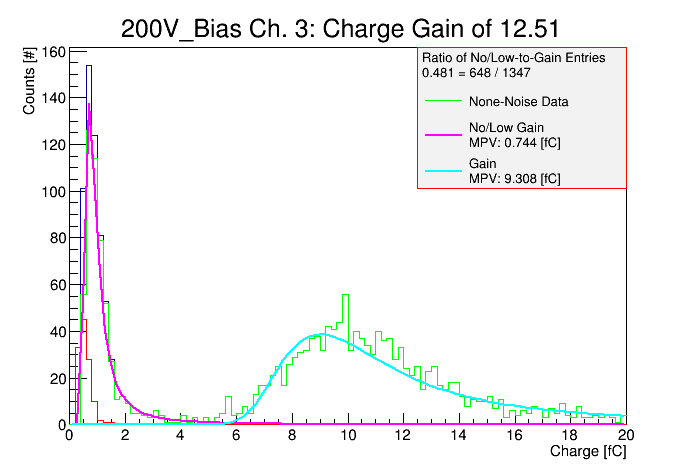 200V_Bias Ch. 3: Charge Gain of 12.51
Counts [#]
160
140
120
100
80
60
40
20
0
Ratio of No/Low-to-Gain Entries
0.481 = 648 / 1347
None-Noise Data
No/Low Gain
MPV: 0.744 [fC]
Gain
MPV: 9.308 [fC]
0 2 4 6 8 10 12 14 16 18 20
Charge [fC]